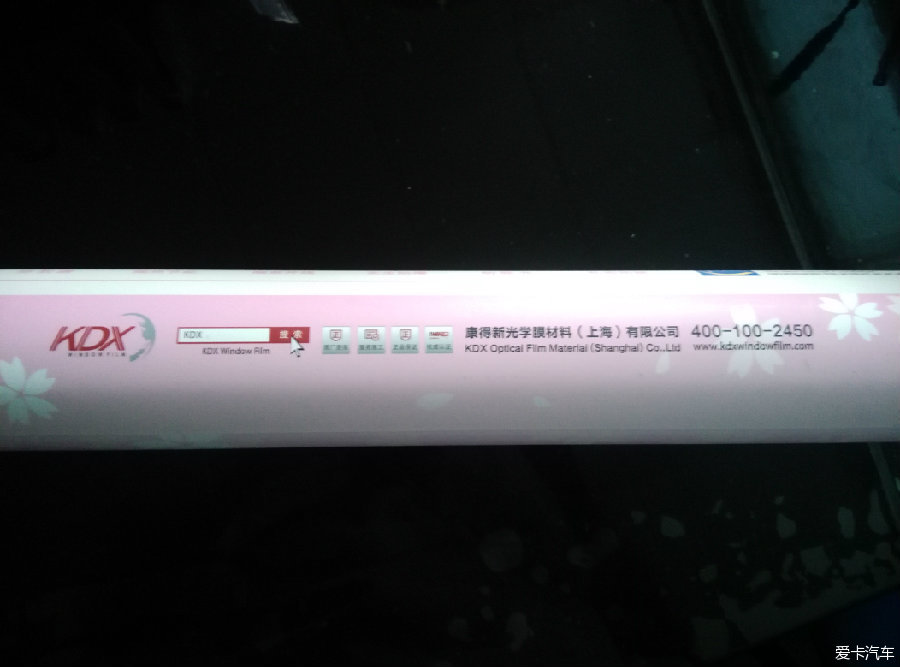 KDX
WINDOW FILM
KDX
搜索
KDX Window Film
康得新光学膜材料（上海）有限公司
KDX Optical Film Material (Shanghai) Co.,Ltd
400-100-2450
www.kdxwindowfilm.com
爱卡汽车